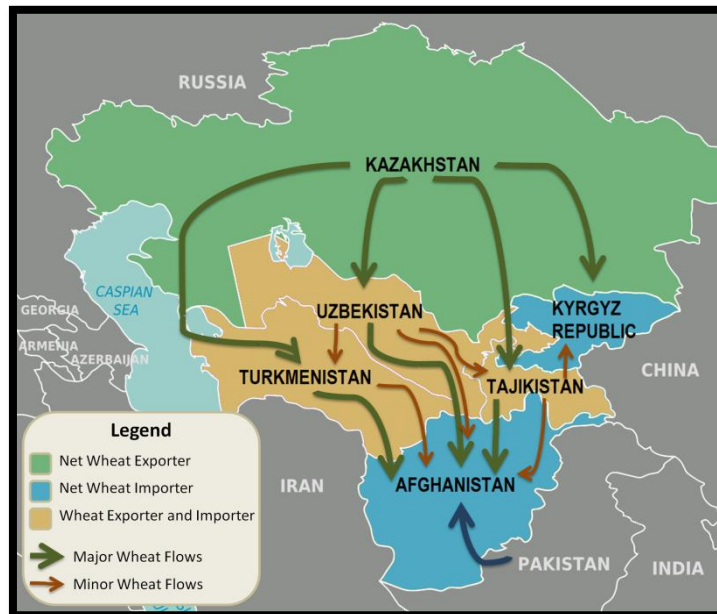 RUSSIA
KAZAKHSTAN
CASPIAN
SEA
GEORGIA
ARMENIA
AZERBAIJAN
UZBEKISTAN
KYRGYZ
REPUBLIC
TURKMENISTAN
TAJIKISTAN
CHINA
IRAN
AFGHANISTAN
PAKISTAN
INDIA
Legend
Net Wheat Exporter
Net Wheat Importer
Wheat Exporter and Importer
Major Wheat Flows
Minor Wheat Flows